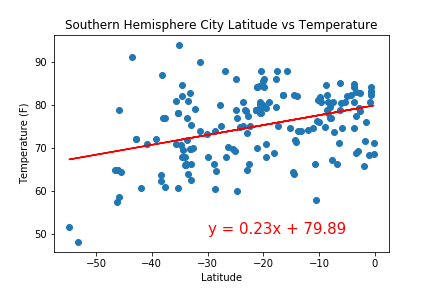 Southern Hemisphere City Latitude vs Temperature
Temperature (F)
90
80
70
60
50
y = 0.23x + 79.89
−50
−40
−30
−20
−10
0
Latitude